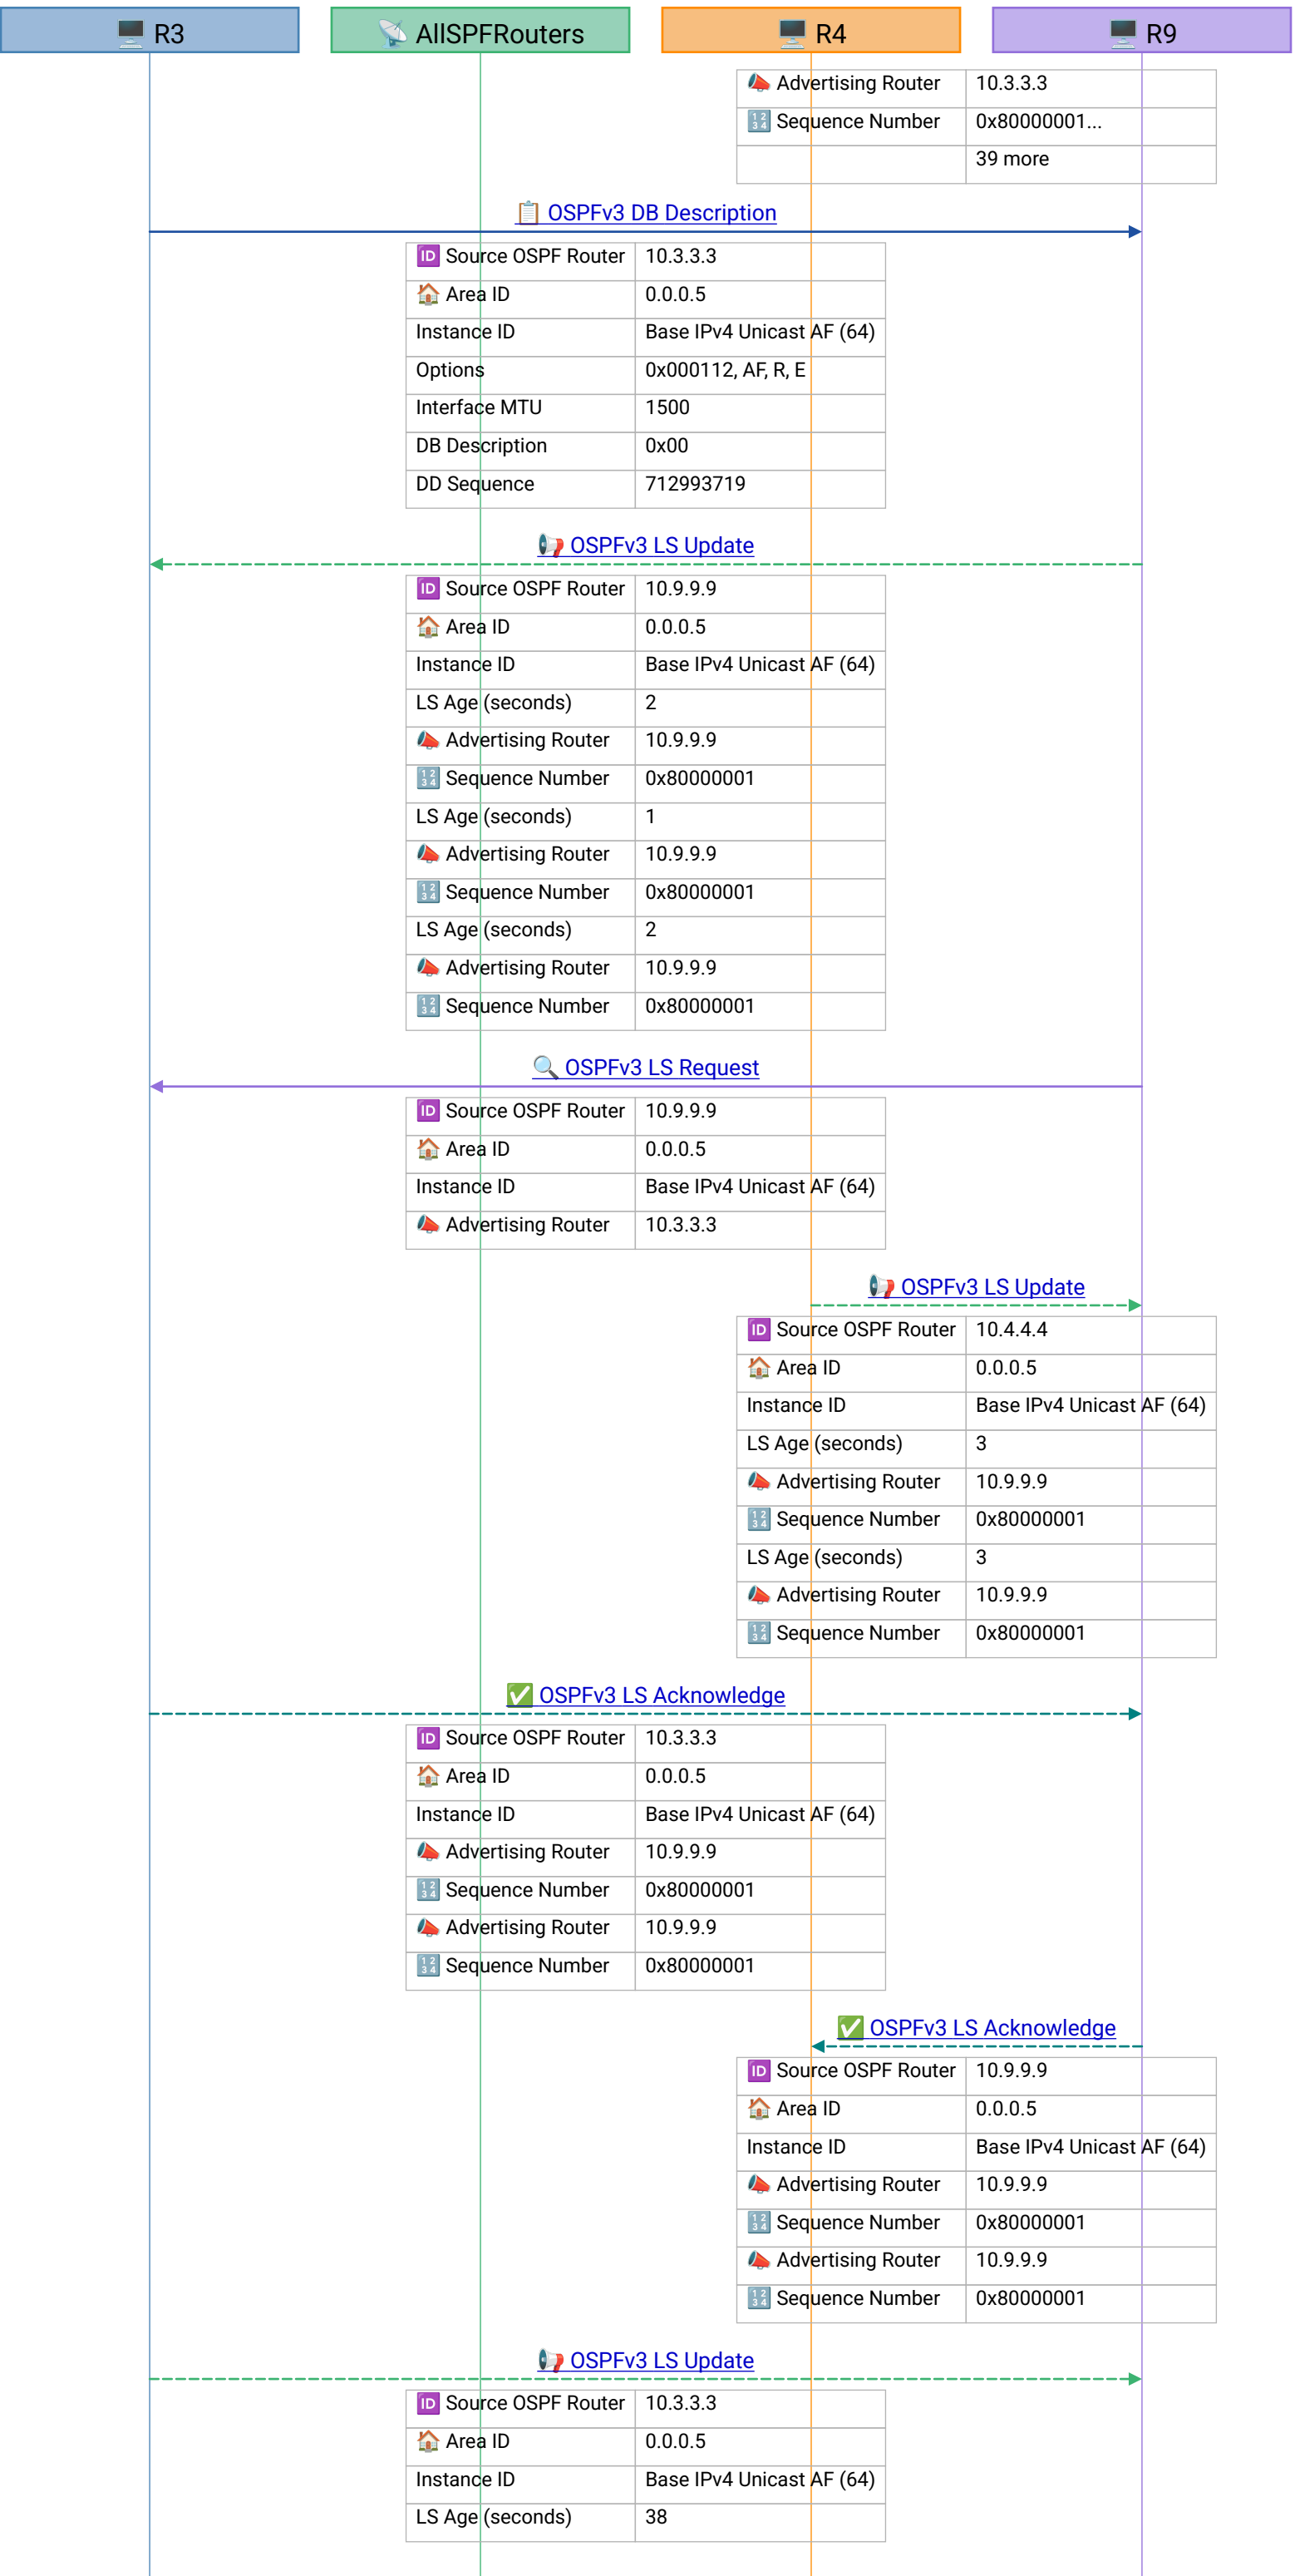 R3 AllSPFRouters R4 R9
Advertising Router 10.3.3.3
Sequence Number 0x80000001...
39 more
OSPFv3 DB Description
Source OSPF Router 10.3.3.3
Area ID 0.0.0.5
Instance ID Base IPv4 Unicast AF (64)
Options 0x000112, AF, R, E
Interface MTU 1500
DB Description 0x00
DD Sequence 712993719
OSPFv3 LS Update
Source OSPF Router 10.9.9.9
Area ID 0.0.0.5
Instance ID Base IPv4 Unicast AF (64)
LS Age (seconds) 2
Advertising Router 10.9.9.9
Sequence Number 0x80000001
LS Age (seconds) 1
Advertising Router 10.9.9.9
Sequence Number 0x80000001
LS Age (seconds) 2
Advertising Router 10.9.9.9
Sequence Number 0x80000001
OSPFv3 LS Request
Source OSPF Router 10.9.9.9
Area ID 0.0.0.5
Instance ID Base IPv4 Unicast AF (64)
Advertising Router 10.3.3.3
OSPFv3 LS Update
Source OSPF Router 10.4.4.4
Area ID 0.0.0.5
Instance ID Base IPv4 Unicast AF (64)
LS Age (seconds) 3
Advertising Router 10.9.9.9
Sequence Number 0x80000001
LS Age (seconds) 3
Advertising Router 10.9.9.9
Sequence Number 0x80000001
OSPFv3 LS Acknowledge
Source OSPF Router 10.3.3.3
Area ID 0.0.0.5
Instance ID Base IPv4 Unicast AF (64)
Advertising Router 10.9.9.9
Sequence Number 0x80000001
Advertising Router 10.9.9.9
Sequence Number 0x80000001
OSPFv3 LS Acknowledge
Source OSPF Router 10.9.9.9
Area ID 0.0.0.5
Instance ID Base IPv4 Unicast AF (64)
Advertising Router 10.9.9.9
Sequence Number 0x80000001
Advertising Router 10.9.9.9
Sequence Number 0x80000001
OSPFv3 LS Update
Source OSPF Router 10.3.3.3
Area ID 0.0.0.5
Instance ID Base IPv4 Unicast AF (64)
LS Age (seconds) 38